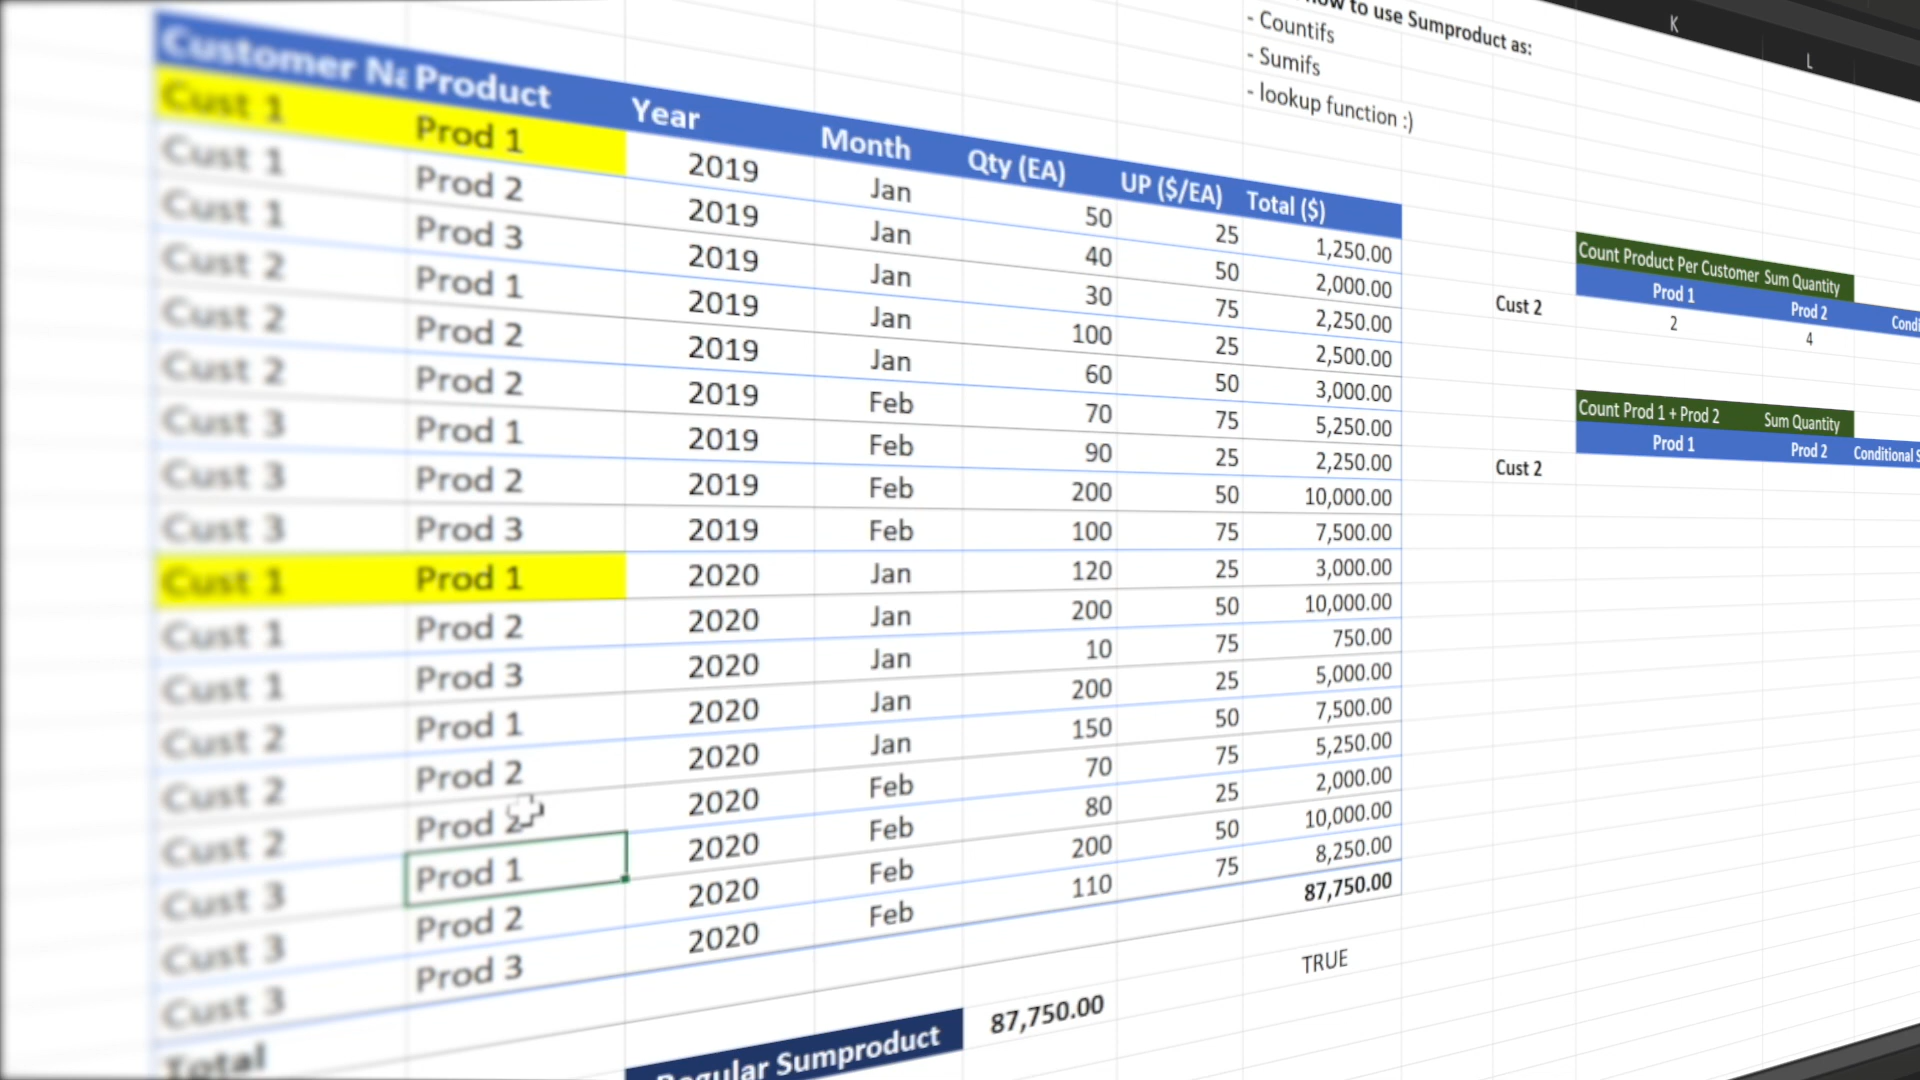 how to use Sumproduct as:
- Countifs
- Sumifs
- lookup function :)
K L
Customer Na Product Year Month Qty (EA) UP ($/EA) Total ($)
Cust 1 Prod 1 2019 Jan 50 25 1,250.00
Cust 1 Prod 2 2019 Jan 40 50 2,000.00
Cust 1 Prod 3 2019 Jan 30 75 2,250.00
Cust 2 Prod 1 2019 Jan 100 25 2,500.00
Cust 2 Prod 2 2019 Jan 60 50 3,000.00
Cust 2 Prod 2 2019 Feb 70 75 5,250.00
Cust 3 Prod 1 2019 Feb 90 25 2,250.00
Cust 3 Prod 2 2019 Feb 200 50 10,000.00
Cust 3 Prod 3 2019 Feb 100 75 7,500.00
Cust 1 Prod 1 2020 Jan 120 25 3,000.00
Cust 1 Prod 2 2020 Jan 200 50 10,000.00
Cust 1 Prod 3 2020 Jan 10 75 750.00
Cust 2 Prod 1 2020 Jan 200 25 5,000.00
Cust 2 Prod 2 2020 Jan 150 50 7,500.00
Cust 2 Prod 2 2020 Feb 70 75 5,250.00
Cust 3 Prod 1 2020 Feb 80 25 2,000.00
Cust 3 Prod 2 2020 Feb 200 50 10,000.00
Cust 3 Prod 3 2020 Feb 110 75 8,250.00
Total 87,750.00
TRUE
Regular Sumproduct 87,750.00
Count Product Per Customer Sum Quantity
Prod 1 Prod 2 Condi
Cust 2 2 4
Count Prod 1 + Prod 2 Sum Quantity
Prod 1 Prod 2 Conditional S
Cust 2